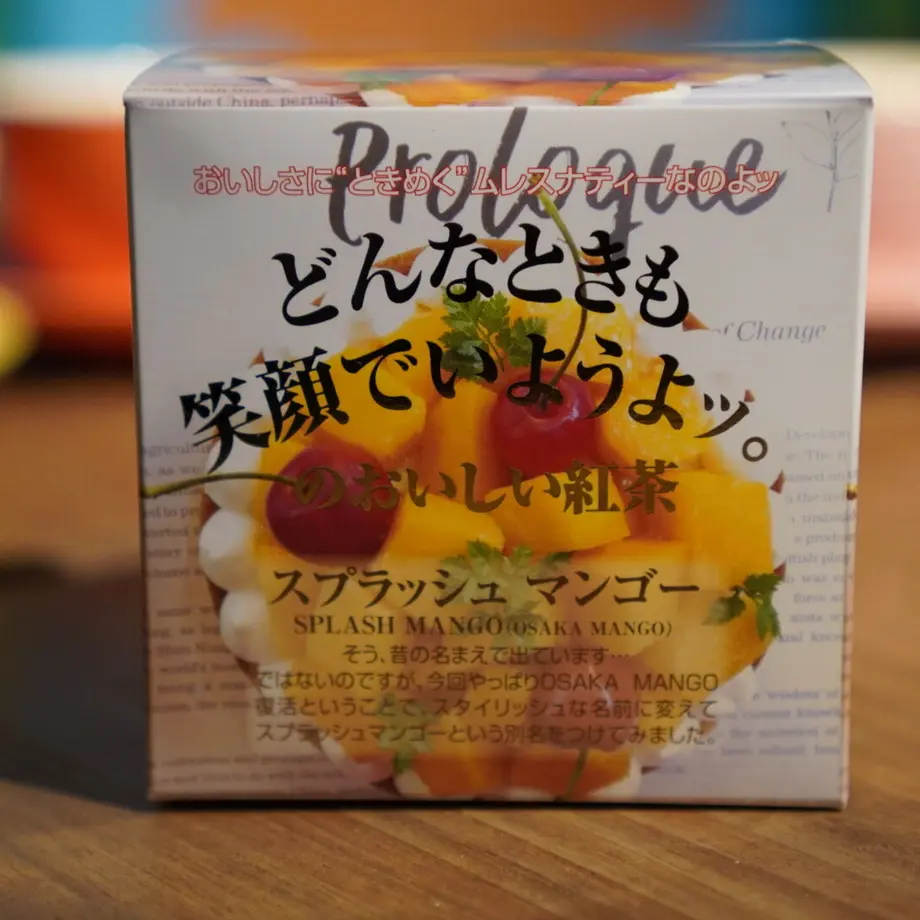 outside China, perhaps
Prologue
おいしさに“ときめく”ムレスナティーなのよッ
どんなときも
of Change
笑顔でいようよッ。
のおいしい紅茶
スプラッシュ マンゴー
SPLASH MANGO(OSAKA MANGO)
そう、昔の名まえで出ています…
ではないのですが、今回やっぱりOSAKA MANGO
復活ということで、スタイリッシュな名前に変えて
スプラッシュマンゴーという別名をつけてみました。